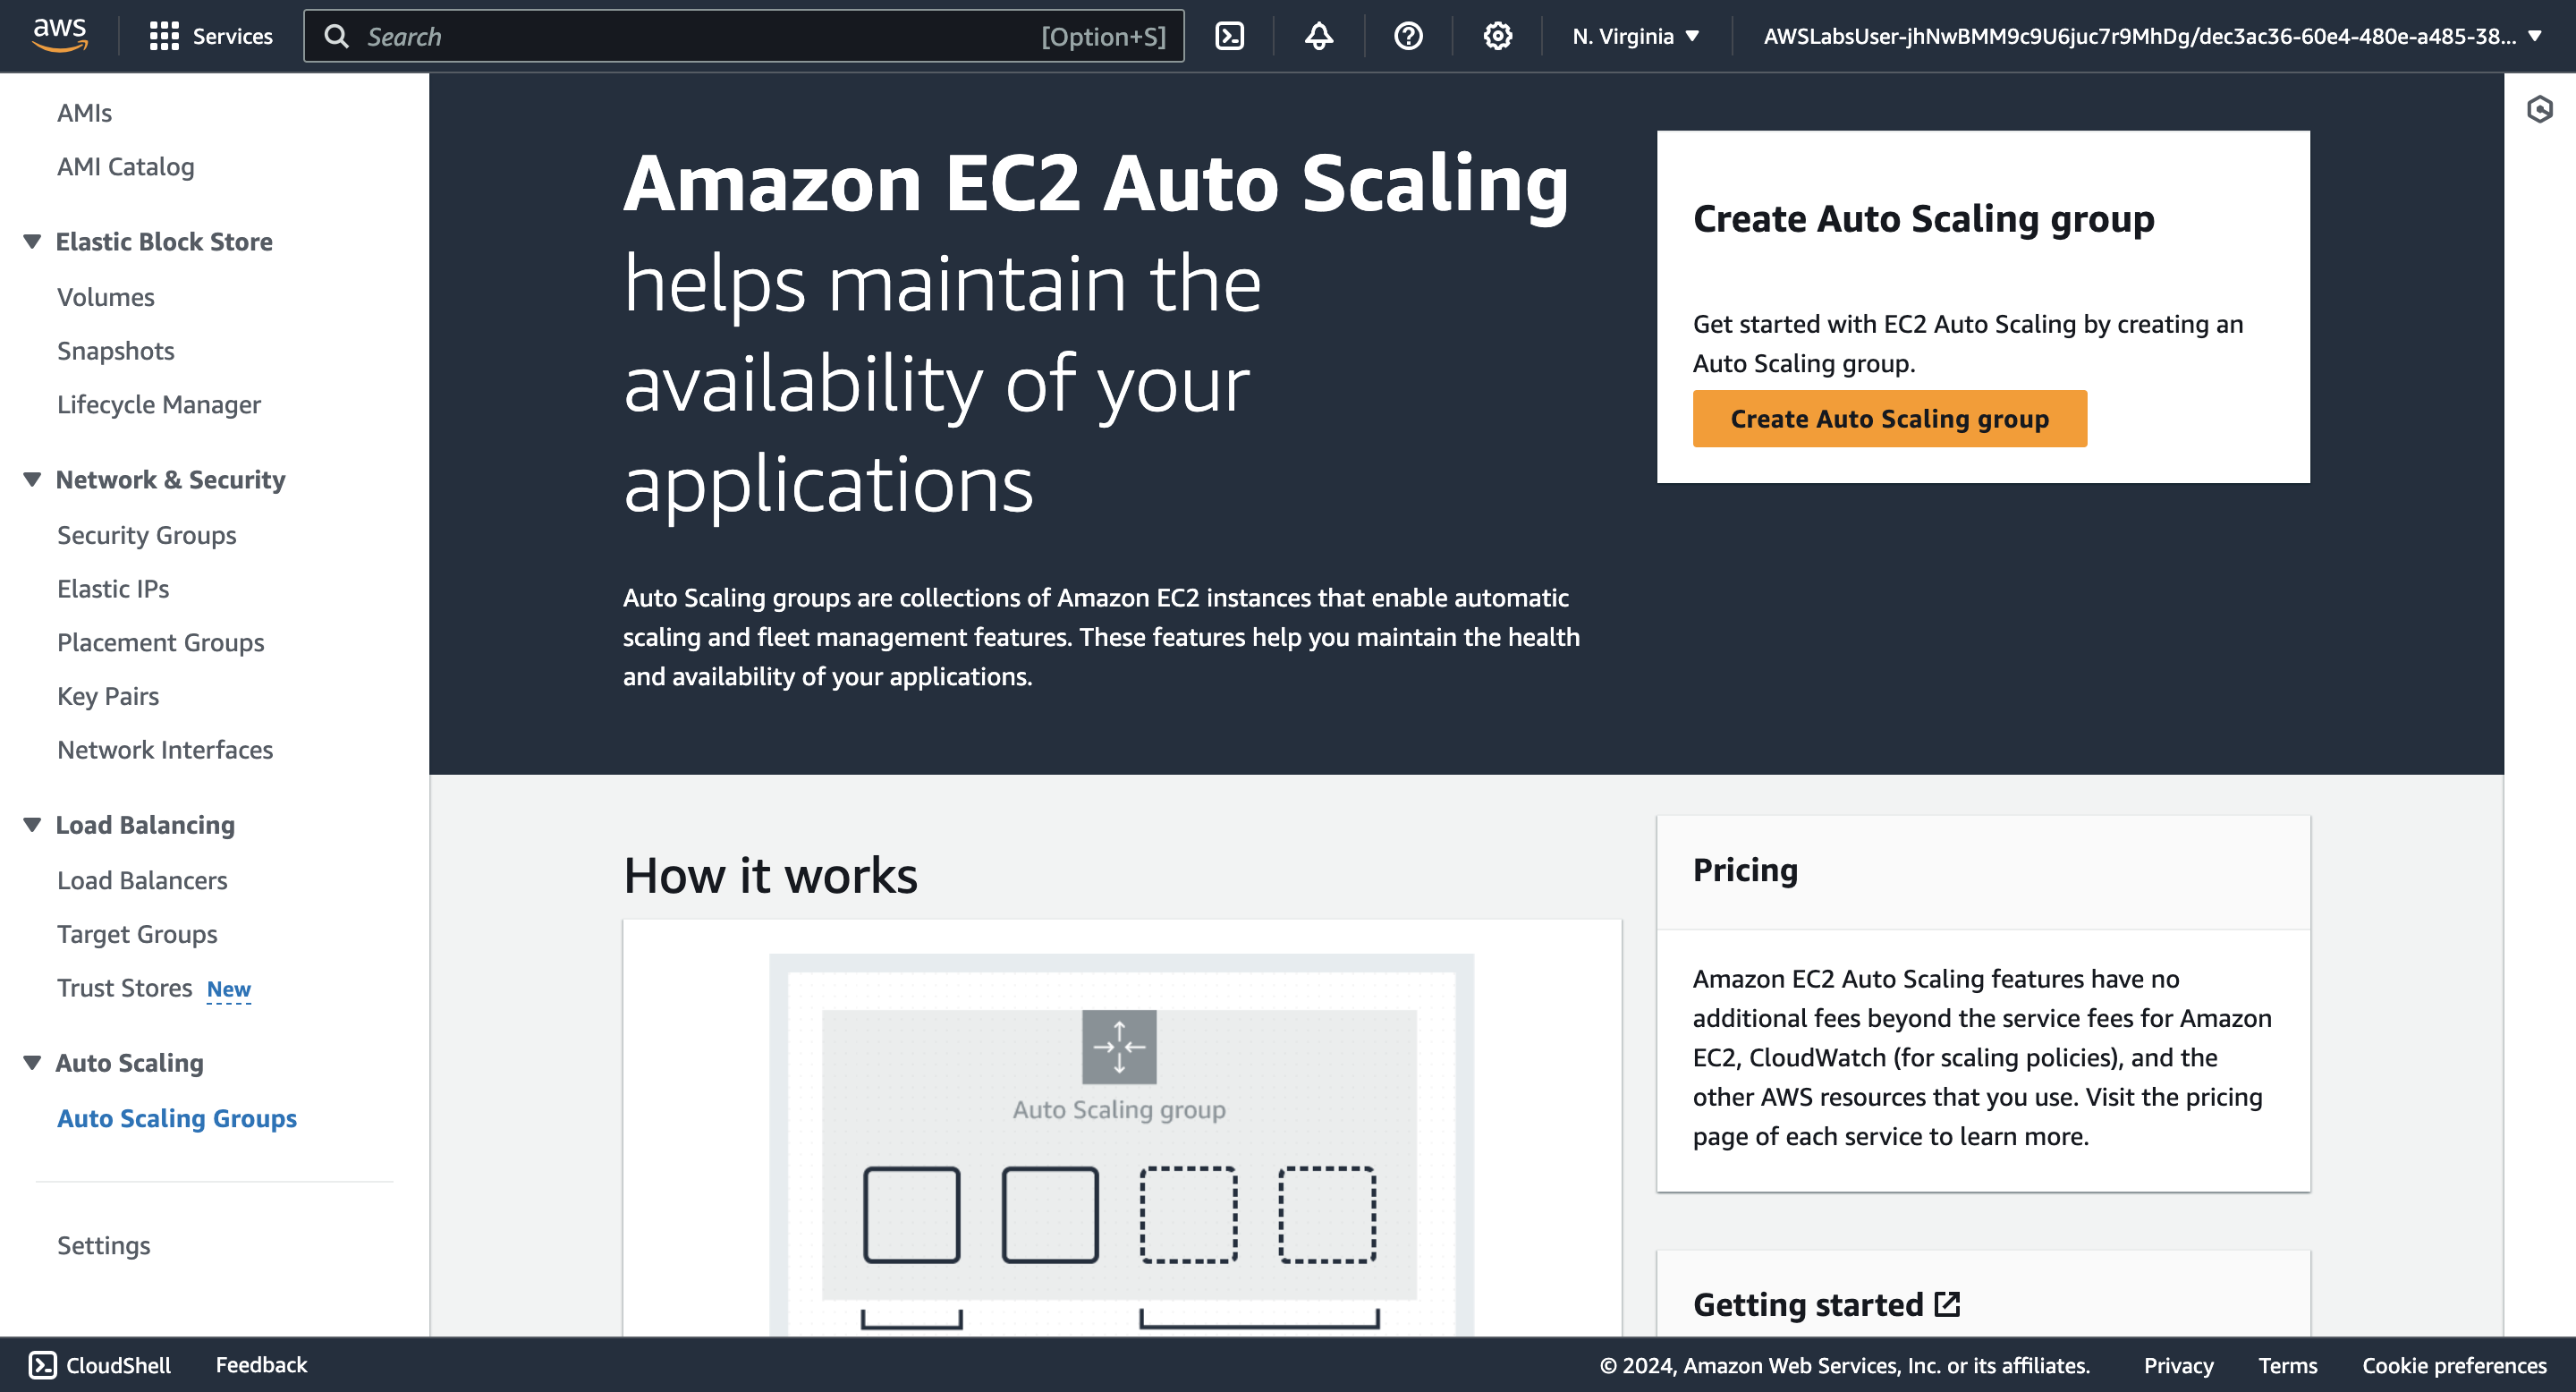 aws
Services
Search
[Option+S]
N. Virginia
AWSLabsUser-jhNwBMM9c9U6juc7r9MhDg/dec3ac36-60e4-480e-a485-38...
AMIs
AMI Catalog
Elastic Block Store
Volumes
Snapshots
Lifecycle Manager
Network & Security
Security Groups
Elastic IPs
Placement Groups
Key Pairs
Network Interfaces
Load Balancing
Load Balancers
Target Groups
Trust Stores New
Auto Scaling
Auto Scaling Groups
Settings
Amazon EC2 Auto Scaling
helps maintain the
availability of your
applications
Auto Scaling groups are collections of Amazon EC2 instances that enable automatic
scaling and fleet management features. These features help you maintain the health
and availability of your applications.
Create Auto Scaling group
Get started with EC2 Auto Scaling by creating an
Auto Scaling group.
Create Auto Scaling group
How it works
Auto Scaling group
Pricing
Amazon EC2 Auto Scaling features have no
additional fees beyond the service fees for Amazon
EC2, CloudWatch (for scaling policies), and the
other AWS resources that you use. Visit the pricing
page of each service to learn more.
Getting started
CloudShell
Feedback
© 2024, Amazon Web Services, Inc. or its affiliates.
Privacy
Terms
Cookie preferences